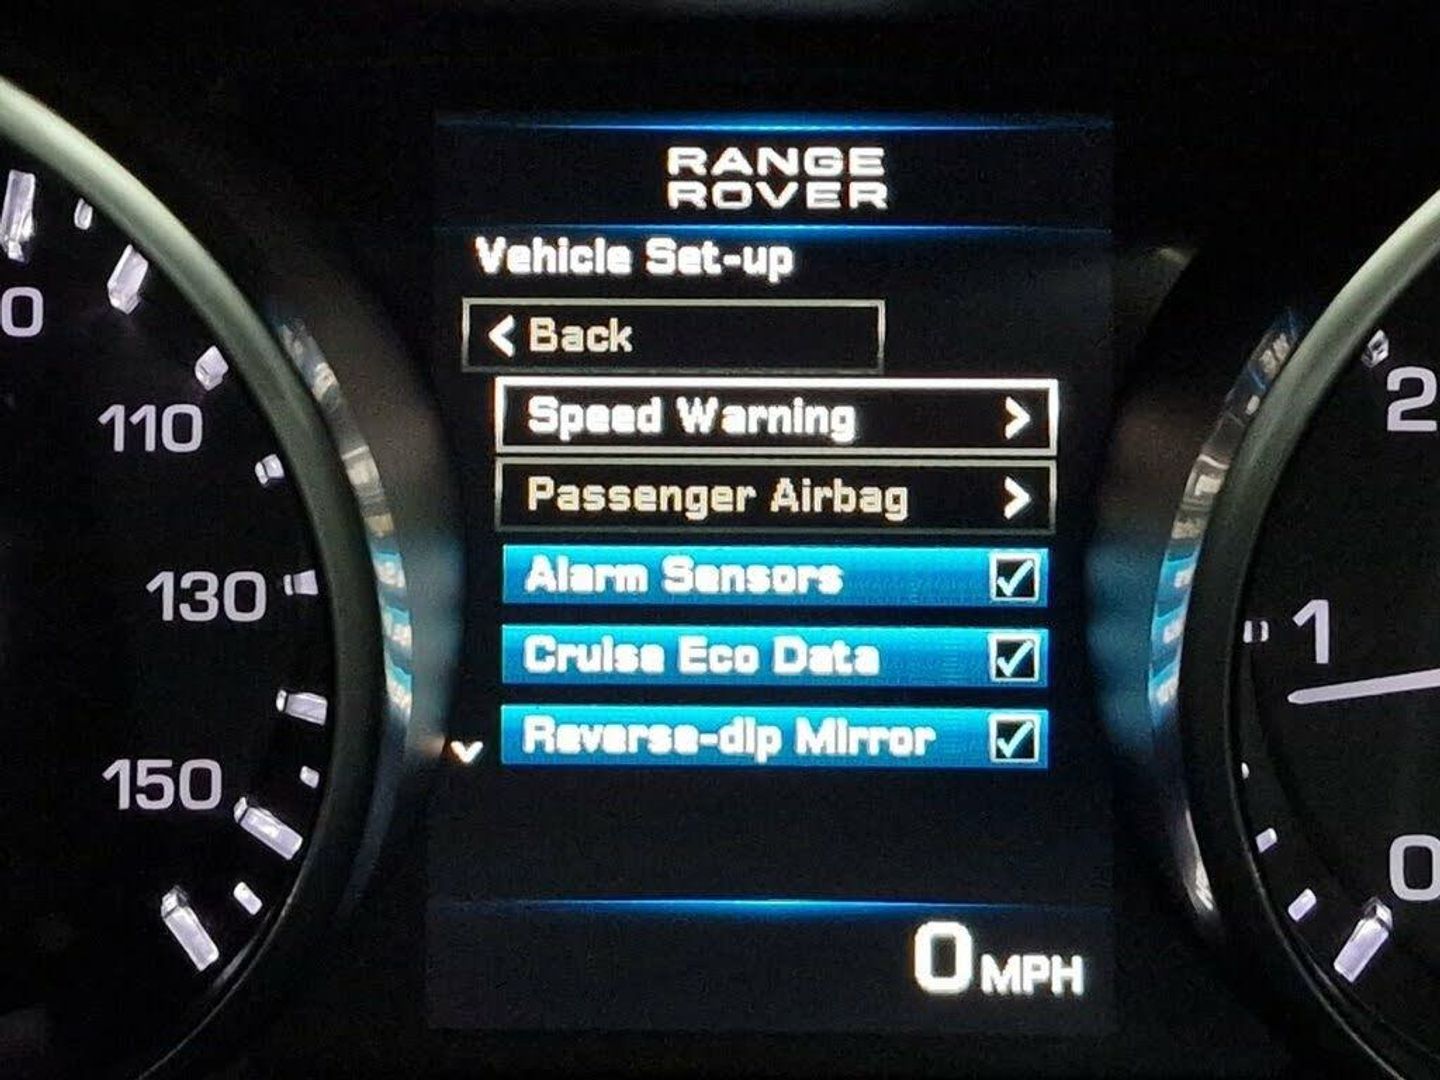 RANGE
ROVER
Vehicle Set-up
< Back
Speed Warning >
Passenger Airbag >
Alarm Sensors
Cruise Eco Data
Reverse-dip Mirror
0 MPH
110
130
150
2
1
0